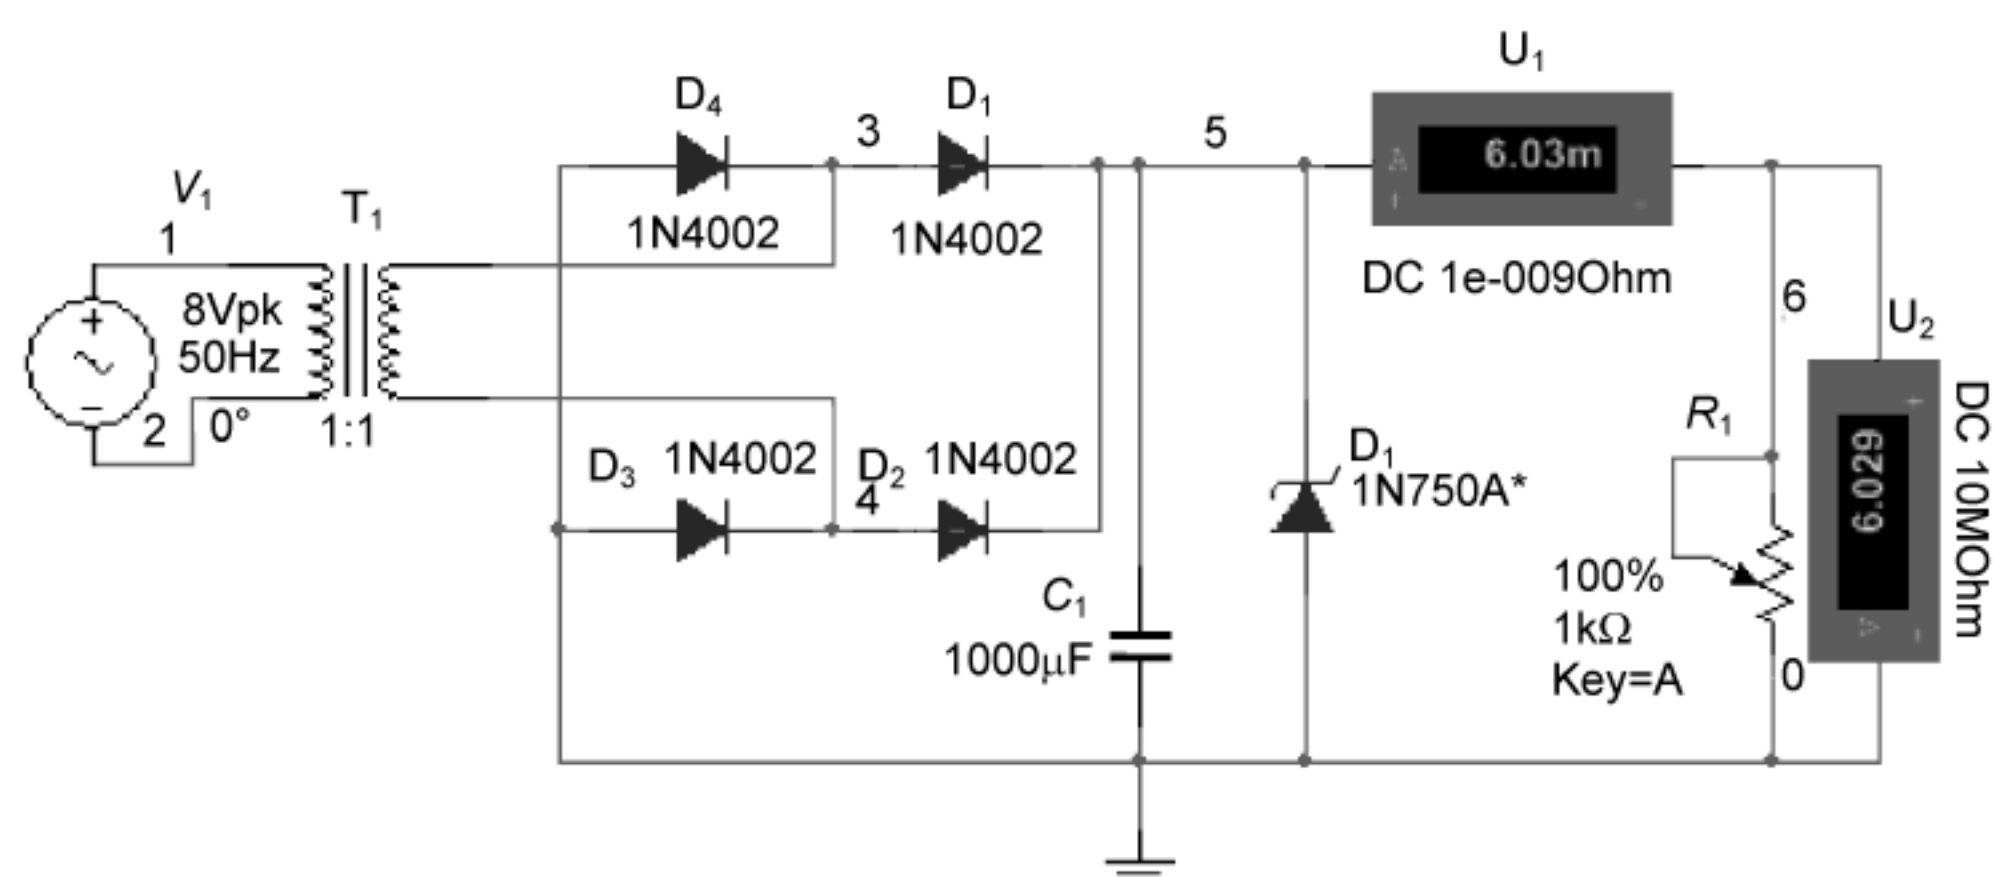 U₁
D₄
D₁
3
5
6.03m
A
+
-
V₁
T₁
1N4002
1N4002
1
DC 1e-009Ohm
6
U₂
+
8Vpk
50Hz
-
2
0°
1:1
D₃
1N4002
D₂
4
1N4002
D₁
1N750A*
R₁
+
6.029
V
-
DC 10MOhm
C₁
1000μF
100%
1kΩ
Key=A
0